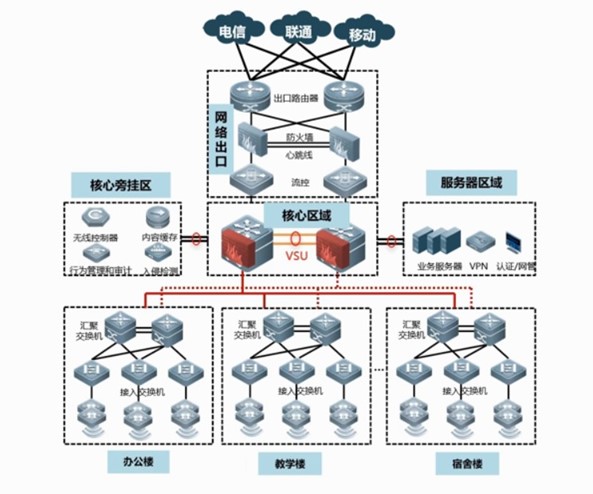 电信
联通
移动
出口路由器
网络出口
防火墙
心跳线
流控
核心旁挂区
核心区域
服务器区域
无线控制器
内容缓存
行为管理和审计
入侵检测
VSU
业务服务器
VPN
认证/网管
汇聚
交换机
接入交换机
汇聚
交换机
接入交换机
汇聚
交换机
接入交换机
办公楼
教学楼
宿舍楼